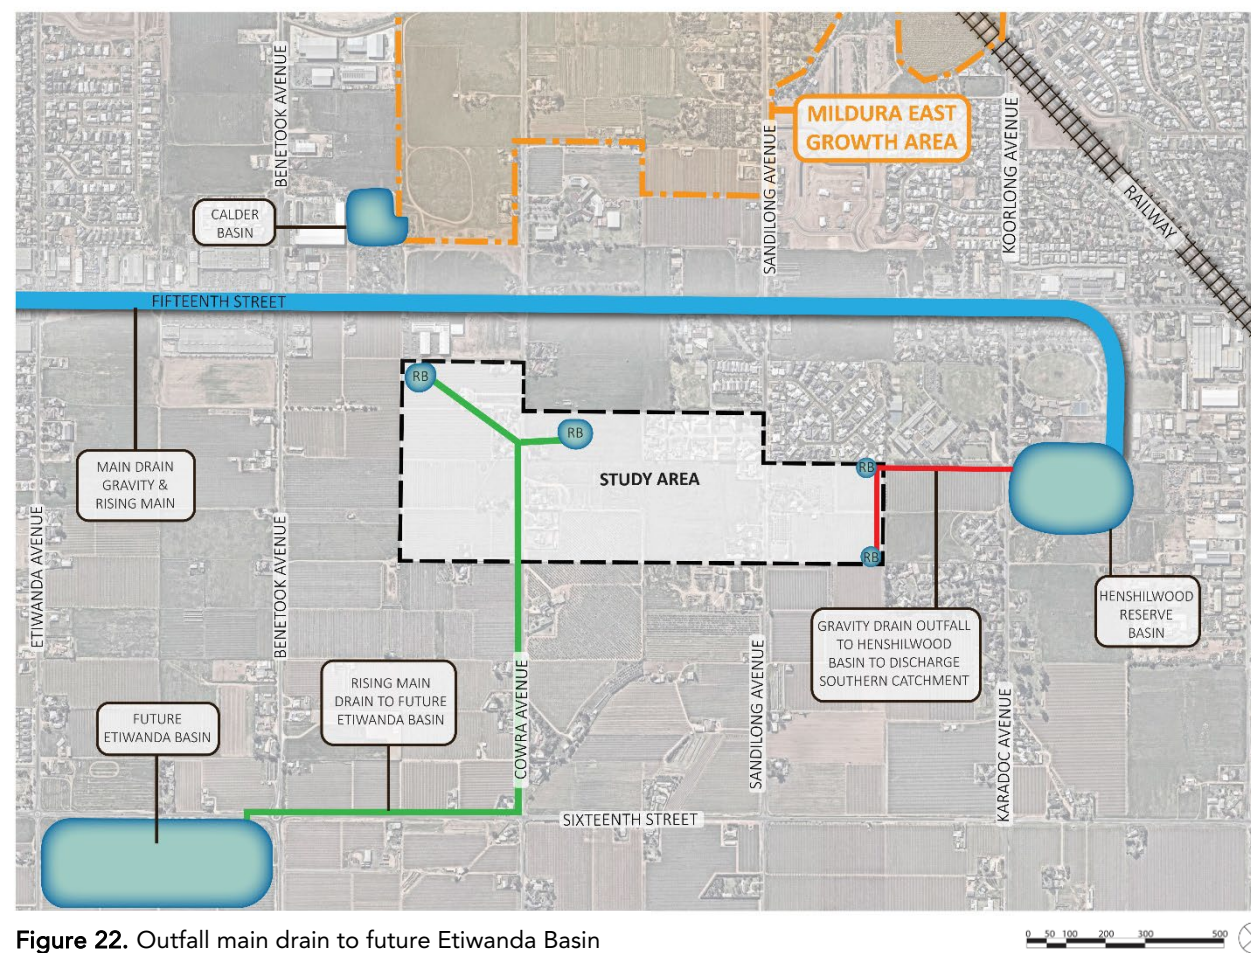 BENETOOK AVENUE
MILDURA EAST
GROWTH AREA
SANDILONG AVENUE
KOORLONG AVENUE
RAILWAY
CALDER
BASIN
FIFTEENTH STREET
RB
RB
STUDY AREA
RB
RB
MAIN DRAIN
GRAVITY &
RISING MAIN
ETIWANDA AVENUE
BENETOOK AVENUE
HENSHILWOOD
RESERVE
BASIN
GRAVITY DRAIN OUTFALL
TO HENSHILWOOD
BASIN TO DISCHARGE
SOUTHERN CATCHMENT
RISING MAIN
DRAIN TO FUTURE
ETIWANDA BASIN
COWRA AVENUE
SANDILONG AVENUE
KARADOC AVENUE
FUTURE
ETIWANDA BASIN
SIXTEENTH STREET
Figure 22. Outfall main drain to future Etiwanda Basin
0 50 100 200 300 500